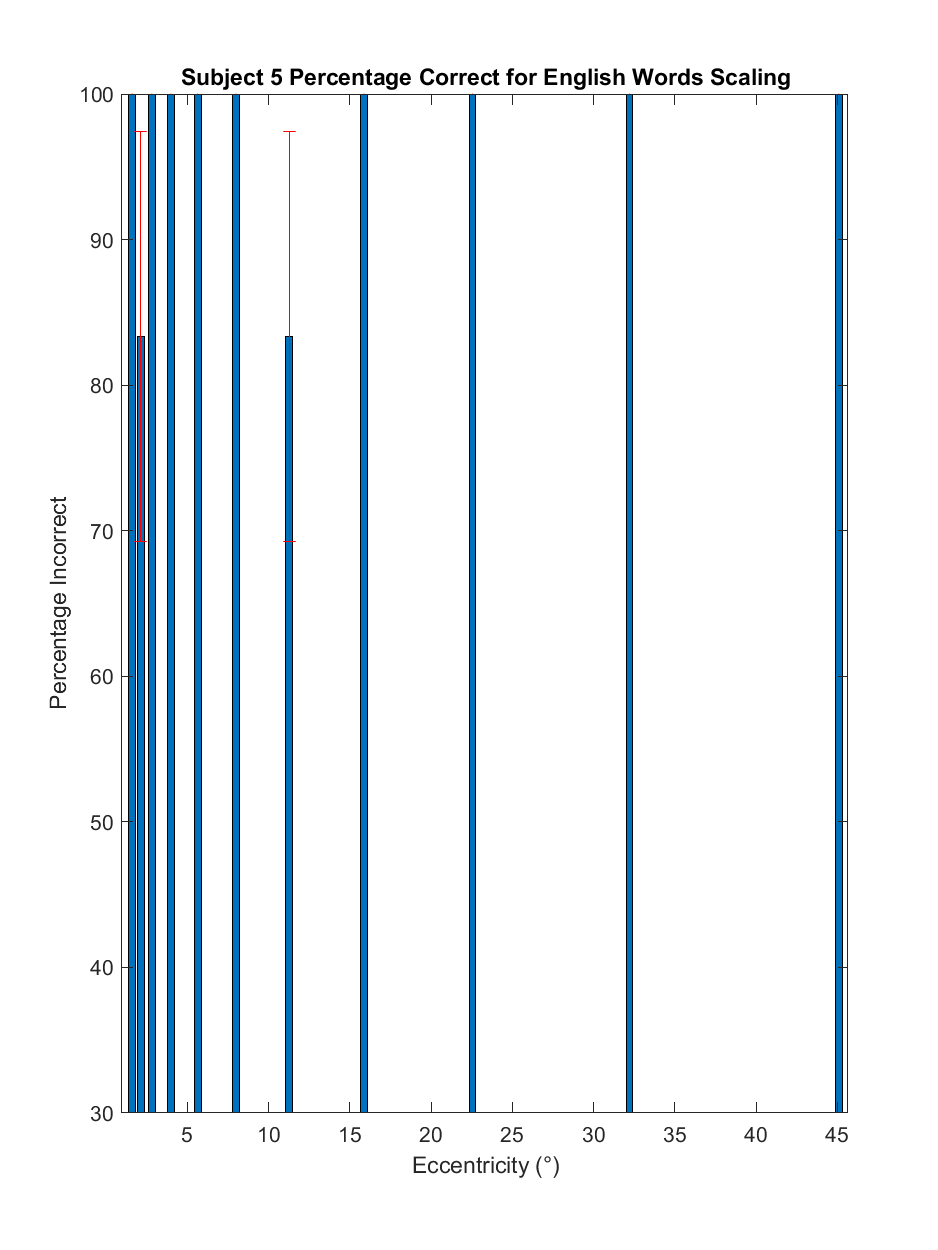 Subject 5 Percentage Correct for English Words Scaling
100
90
80
70
60
50
40
30
Percentage Incorrect
5 10 15 20 25 30 35 40 45
Eccentricity (°)